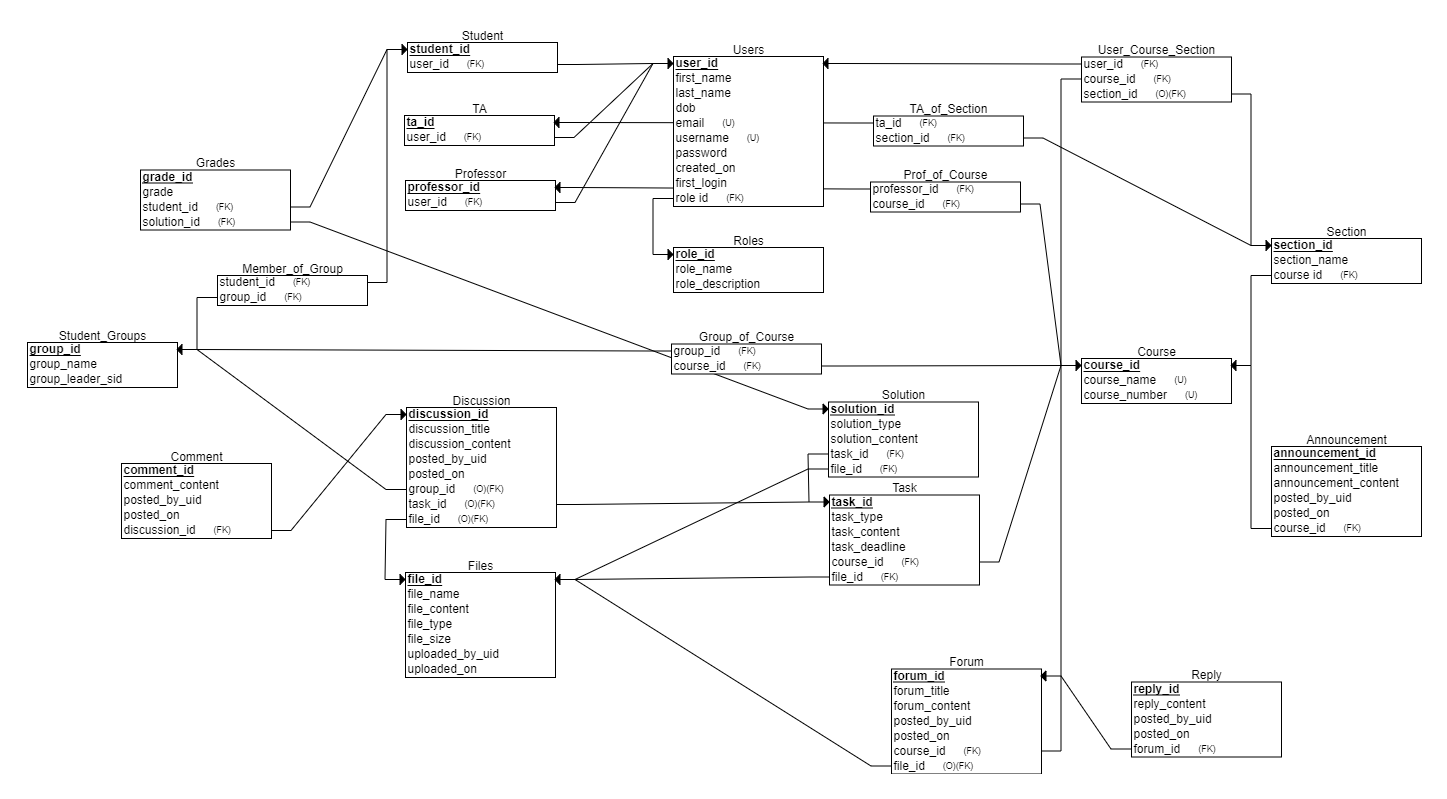 Student
student_id
user_id (FK)
Users
user_id
first_name
last_name
dob
email (U)
username (U)
password
created_on
first_login
role id (FK)
User_Course_Section
user_id (FK)
course_id (FK)
section_id (O)(FK)
TA
ta_id
user_id (FK)
TA_of_Section
ta_id (FK)
section_id (FK)
Grades
grade_id
grade
student_id (FK)
solution_id (FK)
Professor
professor_id
user_id (FK)
Prof_of_Course
professor_id (FK)
course_id (FK)
Roles
role_id
role_name
role_description
Section
section_id
section_name
course id (FK)
Member_of_Group
student_id (FK)
group_id (FK)
Student_Groups
group_id
group_name
group_leader_sid
Group_of_Course
group_id (FK)
course_id (FK)
Course
course_id
course_name (U)
course_number (U)
Discussion
discussion_id
discussion_title
discussion_content
posted_by_uid
posted_on
group_id (O)(FK)
task_id (O)(FK)
file_id (O)(FK)
Solution
solution_id
solution_type
solution_content
task_id (FK)
file_id (FK)
Comment
comment_id
comment_content
posted_by_uid
posted_on
discussion_id (FK)
Announcement
announcement_id
announcement_title
announcement_content
posted_by_uid
posted_on
course_id (FK)
Task
task_id
task_type
task_content
task_deadline
course_id (FK)
file_id (FK)
Files
file_id
file_name
file_content
file_type
file_size
uploaded_by_uid
uploaded_on
Forum
forum_id
forum_title
forum_content
posted_by_uid
posted_on
course_id (FK)
file_id (O)(FK)
Reply
reply_id
reply_content
posted_by_uid
posted_on
forum_id (FK)